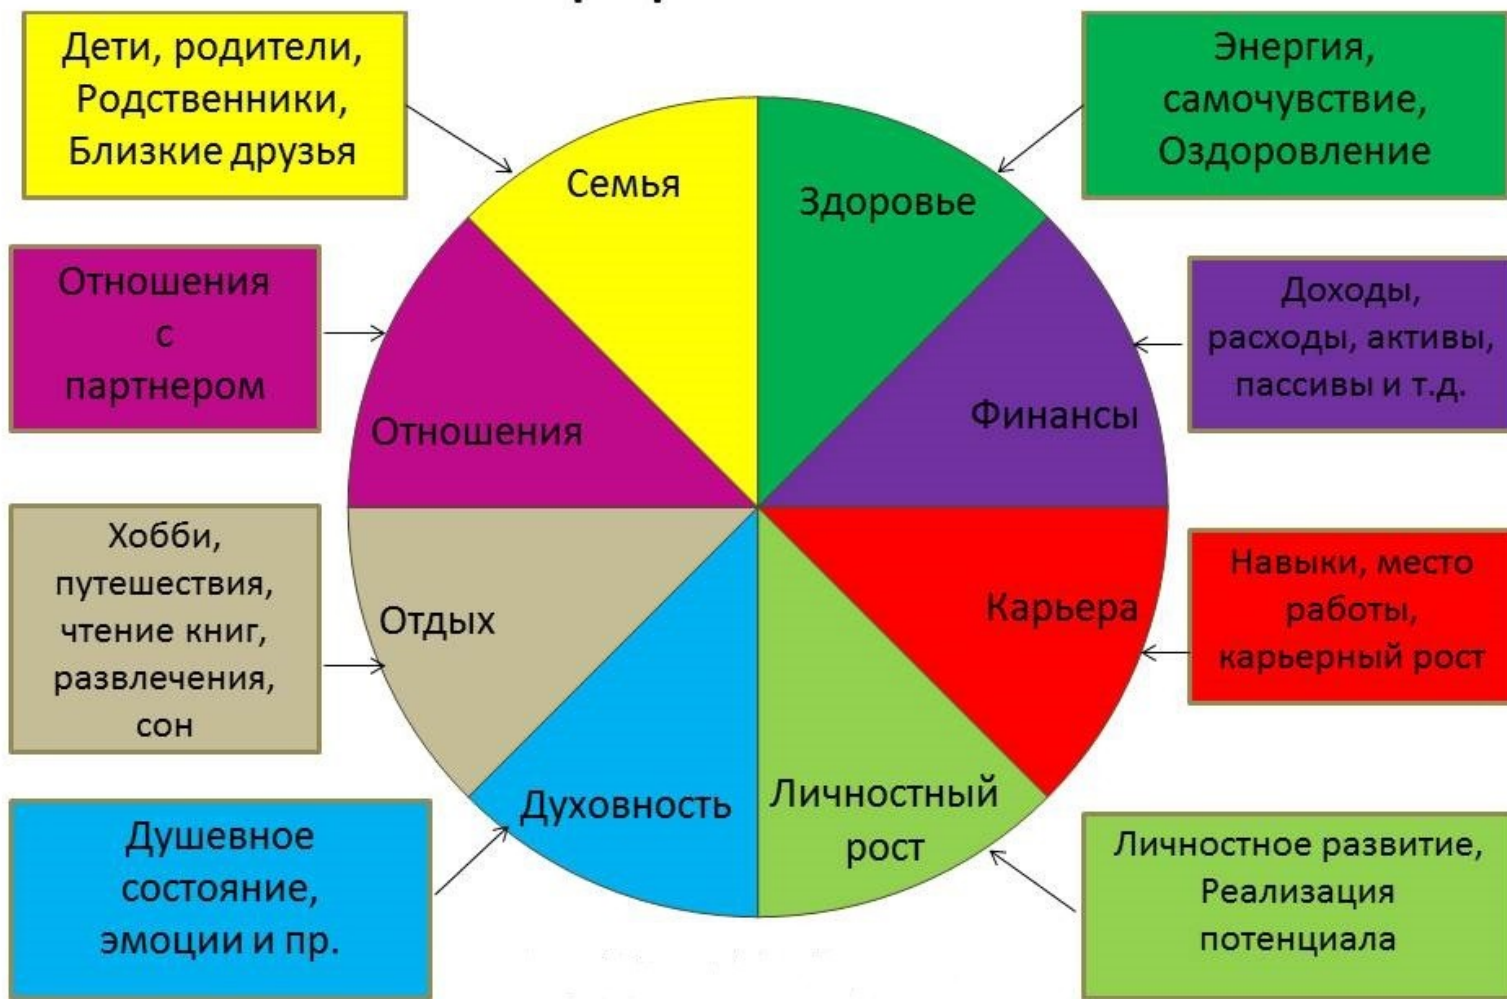 Дети, родители,
Родственники,
Близкие друзья
Энергия,
самочувствие,
Оздоровление
Семья
Здоровье
Отношения
с
партнером
Доходы,
расходы, активы,
пассивы и т.д.
Отношения
Финансы
Хобби,
путешествия,
чтение книг,
развлечения,
сон
Отдых
Карьера
Навыки, место
работы,
карьерный рост
Духовность
Личностный
рост
Душевное
состояние,
эмоции и пр.
Личностное развитие,
Реализация
потенциала